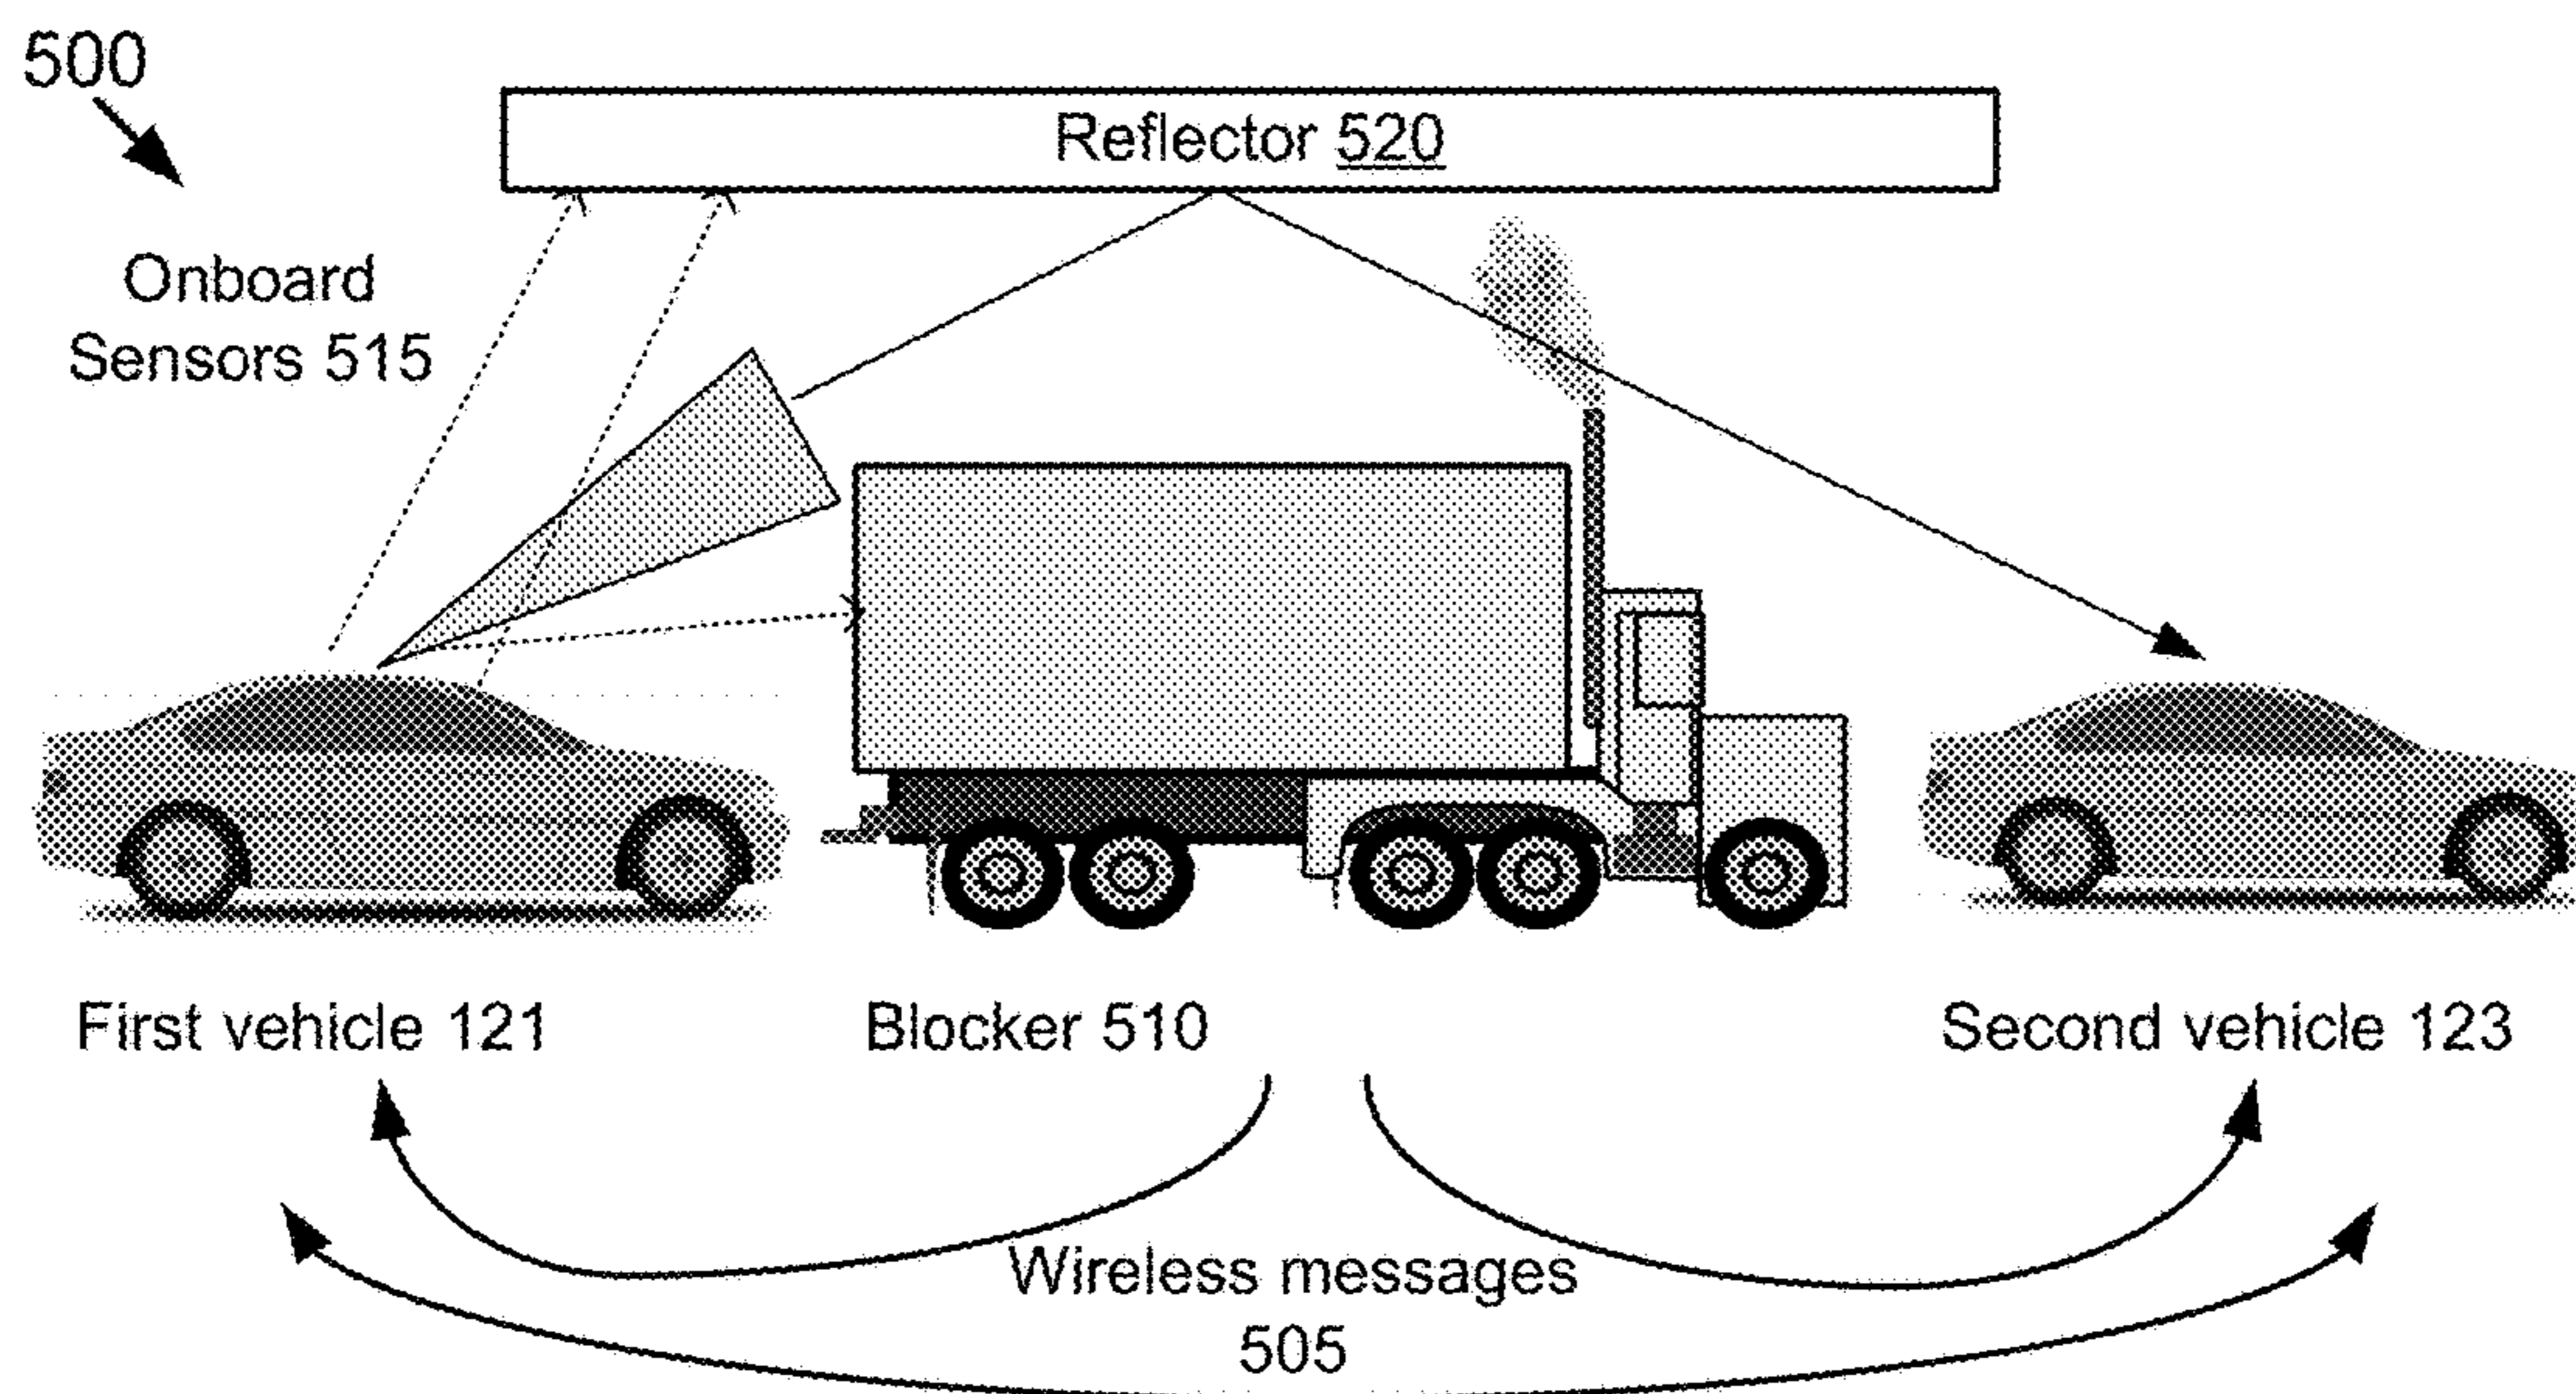 500
Reflector 520
Onboard
Sensors 515
First vehicle 121
Blocker 510
Second vehicle 123
Wireless messages
505